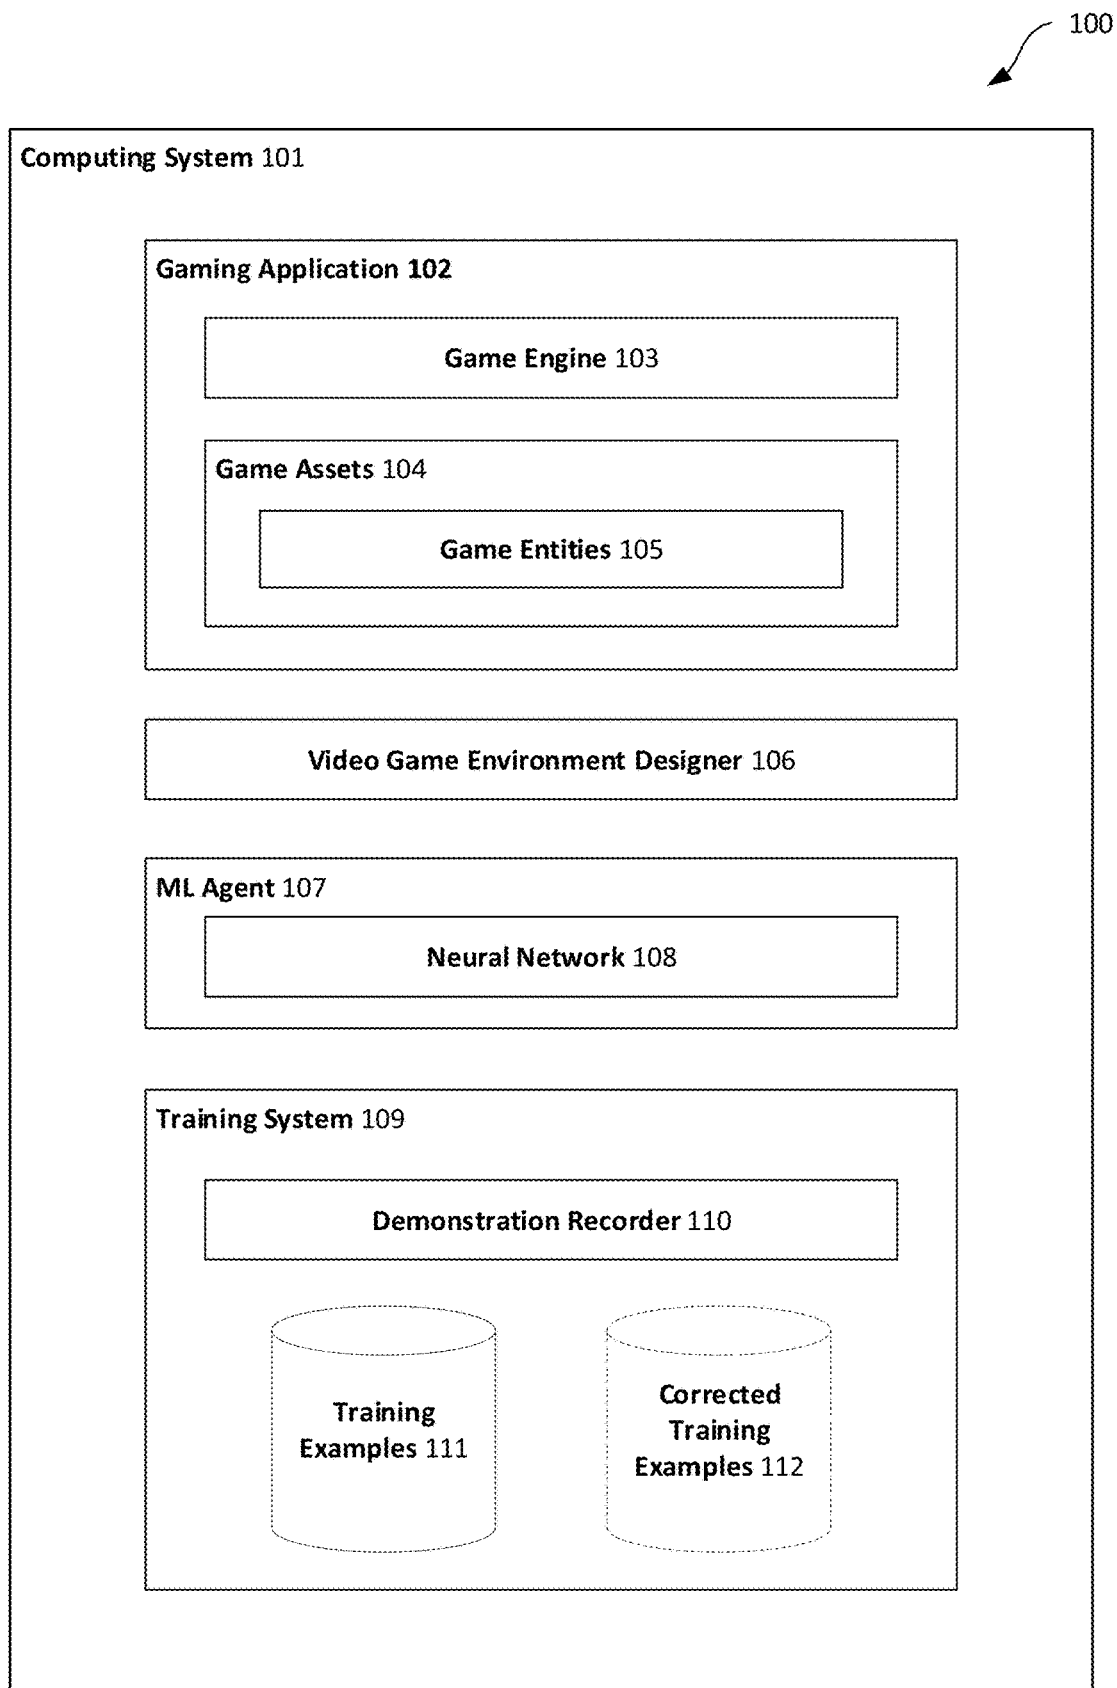 100
Computing System 101
Gaming Application 102
Game Engine 103
Game Assets 104
Game Entities 105
Video Game Environment Designer 106
ML Agent 107
Neural Network 108
Training System 109
Demonstration Recorder 110
Training
Examples 111
Corrected
Training
Examples 112